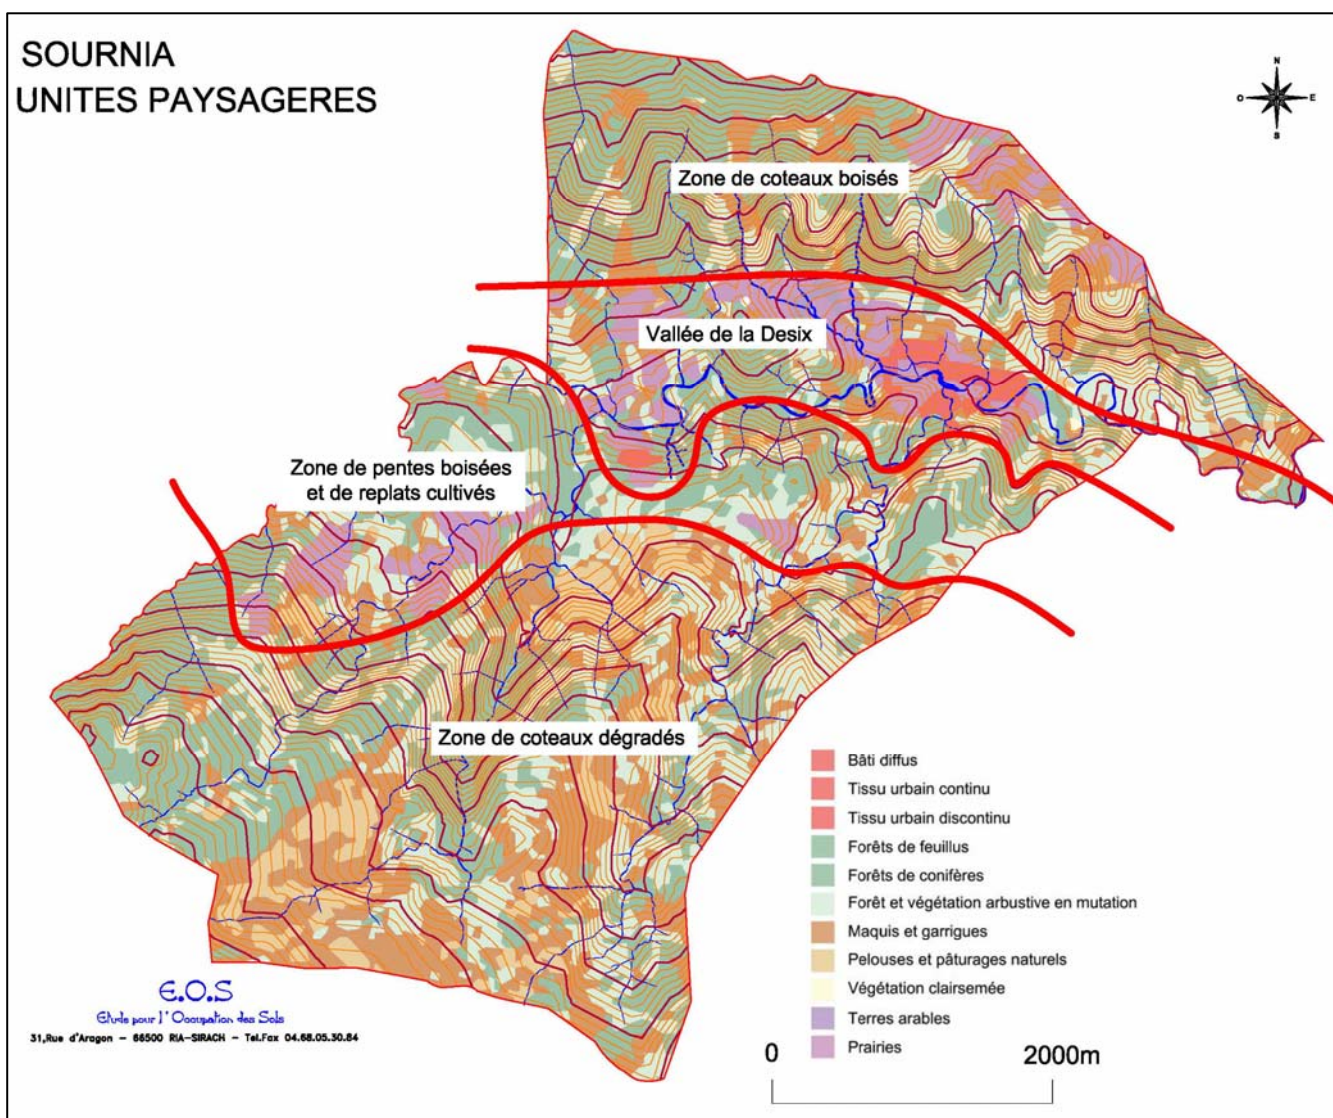 SOURNIA
UNITES PAYSAGERES
N
O
E
S
Zone de coteaux boisés
Vallée de la Desix
Zone de pentes boisées
et de replats cultivés
Zone de coteaux dégradés
Bâti diffus
Tissu urbain continu
Tissu urbain discontinu
Forêts de feuillus
Forêts de conifères
Forêt et végétation arbustive en mutation
Maquis et garrigues
Pelouses et pâturages naturels
Végétation clairsemée
Terres arables
Prairies
E.O.S
Etude pour l'Occupation des Sols
31,Rue d'Aragon - 66500 RIA-SIRACH - Tel.Fax 04.68.05.30.84
0
2000m